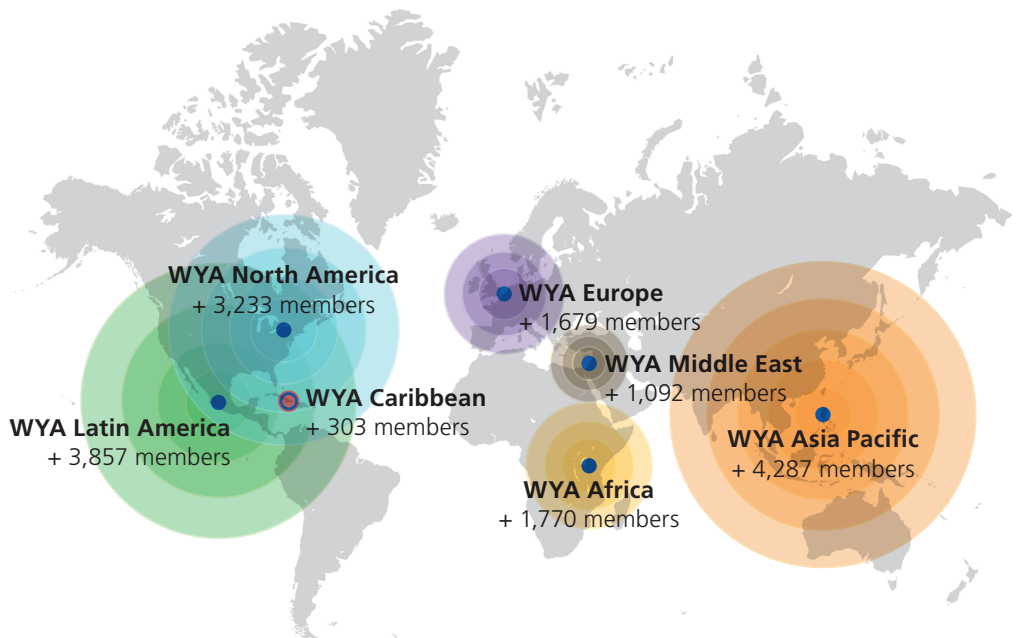 WYA North America
+ 3,233 members
WYA Europe
+ 1,679 members
WYA Middle East
+ 1,092 members
WYA Caribbean
+ 303 members
WYA Latin America
+ 3,857 members
WYA Asia Pacific
+ 4,287 members
WYA Africa
+ 1,770 members